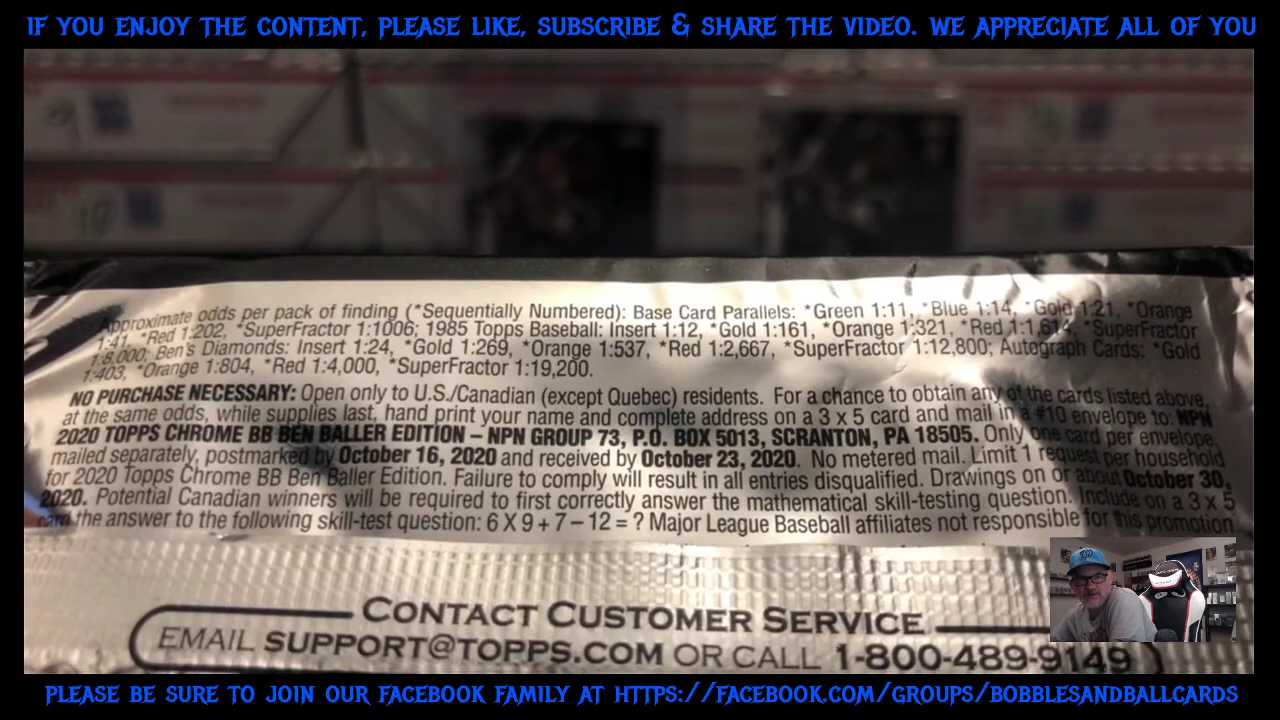 IF YOU ENJOY THE CONTENT, PLEASE LIKE, SUBSCRIBE & SHARE THE VIDEO. WE APPRECIATE ALL OF YOU
Approximate odds per pack of finding (*Sequentially Numbered): Base Card Parallels: *Green 1:11, *Blue 1:14, *Gold 1:21, *Orange
1:41, *Red 1:202, *SuperFractor 1:1006; 1985 Topps Baseball: Insert 1:12, *Gold 1:161, *Orange 1:321, *Red 1:1,614, *SuperFractor
1:8,000; Ben's Diamonds: Insert 1:24, *Gold 1:269, *Orange 1:537, *Red 1:2,667, *SuperFractor 1:12,800; Autograph Cards: *Gold
1:403, *Orange 1:804, *Red 1:4,000, *SuperFractor 1:19,200.
NO PURCHASE NECESSARY: Open only to U.S./Canadian (except Quebec) residents. For a chance to obtain any of the cards listed above,
at the same odds, while supplies last, hand print your name and complete address on a 3 x 5 card and mail in a #10 envelope to: NPN
2020 TOPPS CHROME BB BEN BALLER EDITION – NPN GROUP 73, P.O. BOX 5013, SCRANTON, PA 18505. Only one card per envelope,
mailed separately, postmarked by October 16, 2020 and received by October 23, 2020. No metered mail. Limit 1 request per household
for 2020 Topps Chrome BB Ben Baller Edition. Failure to comply will result in all entries disqualified. Drawings on or about October 30,
2020. Potential Canadian winners will be required to first correctly answer the mathematical skill-testing question. Include on a 3 x 5
card the answer to the following skill-test question: 6 X 9 + 7 – 12 = ? Major League Baseball affiliates not responsible for this promotion
CONTACT CUSTOMER SERVICE
EMAIL SUPPORT@TOPPS.COM OR CALL 1-800-489-9149
PLEASE BE SURE TO JOIN OUR FACEBOOK FAMILY AT HTTPS://FACEBOOK.COM/GROUPS/BOBBLESANDBALLCARDS